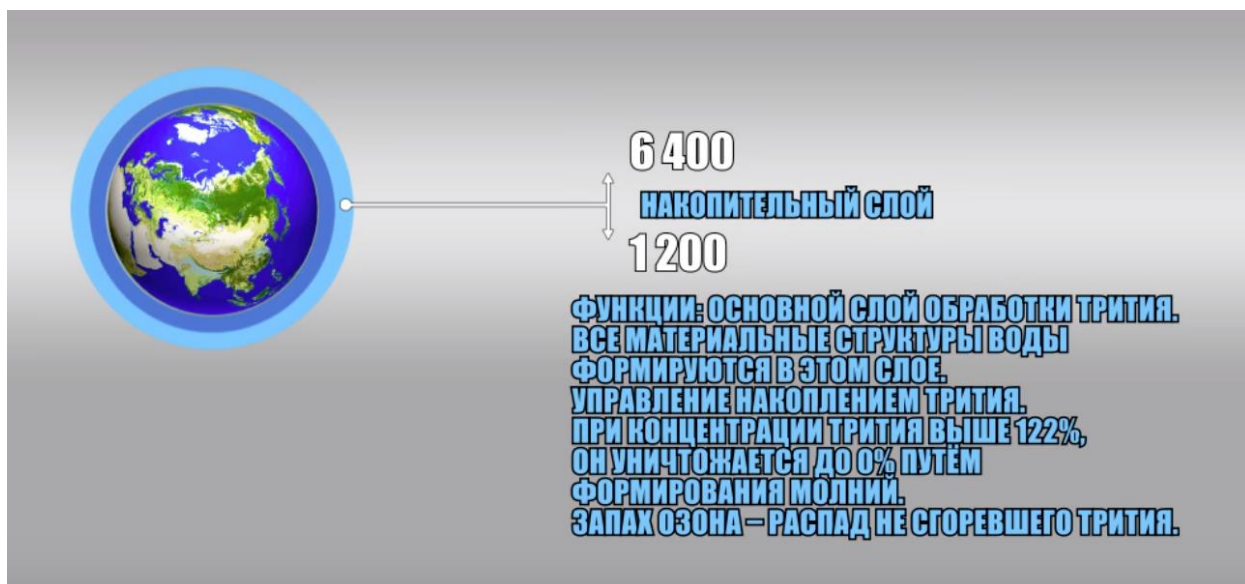 6 400
НАКОПИТЕЛЬНЫЙ СЛОЙ
1 200
ФУНКЦИИ: ОСНОВНОЙ СЛОЙ ОБРАБОТКИ ТРИТИЯ.
ВСЕ МАТЕРИАЛЬНЫЕ СТРУКТУРЫ ВОДЫ
ФОРМИРУЮТСЯ В ЭТОМ СЛОЕ.
УПРАВЛЕНИЕ НАКОПЛЕНИЕМ ТРИТИЯ.
ПРИ КОНЦЕНТРАЦИИ ТРИТИЯ ВЫШЕ 122%,
ОН УНИЧТОЖАЕТСЯ ДО 0% ПУТЁМ
ФОРМИРОВАНИЯ МОЛНИЙ.
ЗАПАХ ОЗОНА – РАСПАД НЕ СГОРЕВШЕГО ТРИТИЯ.